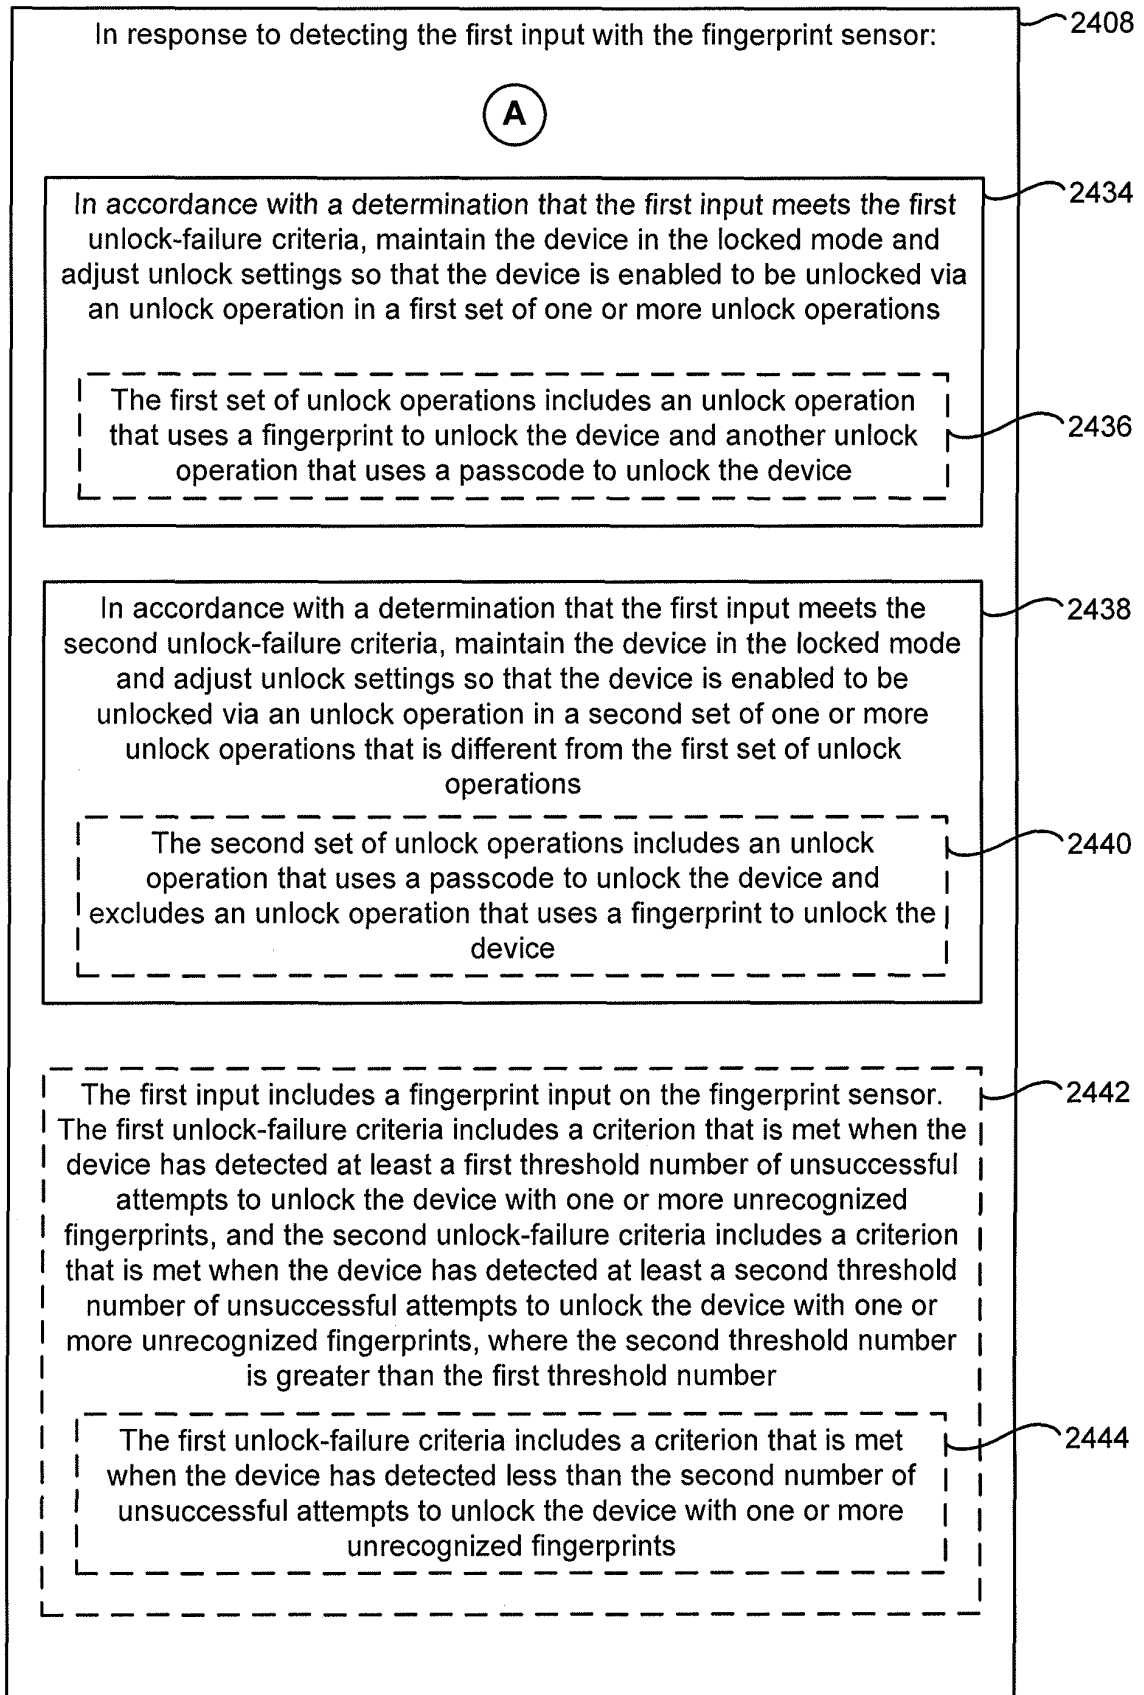 In response to detecting the first input with the fingerprint sensor:
2408
A
In accordance with a determination that the first input meets the first
unlock-failure criteria, maintain the device in the locked mode and
adjust unlock settings so that the device is enabled to be unlocked via
an unlock operation in a first set of one or more unlock operations
2434
The first set of unlock operations includes an unlock operation
that uses a fingerprint to unlock the device and another unlock
operation that uses a passcode to unlock the device
2436
In accordance with a determination that the first input meets the
second unlock-failure criteria, maintain the device in the locked mode
and adjust unlock settings so that the device is enabled to be
unlocked via an unlock operation in a second set of one or more
unlock operations that is different from the first set of unlock
operations
2438
The second set of unlock operations includes an unlock
operation that uses a passcode to unlock the device and
excludes an unlock operation that uses a fingerprint to unlock the
device
2440
The first input includes a fingerprint input on the fingerprint sensor.
The first unlock-failure criteria includes a criterion that is met when the
device has detected at least a first threshold number of unsuccessful
attempts to unlock the device with one or more unrecognized
fingerprints, and the second unlock-failure criteria includes a criterion
that is met when the device has detected at least a second threshold
number of unsuccessful attempts to unlock the device with one or
more unrecognized fingerprints, where the second threshold number
is greater than the first threshold number
2442
The first unlock-failure criteria includes a criterion that is met
when the device has detected less than the second number of
unsuccessful attempts to unlock the device with one or more
unrecognized fingerprints
2444